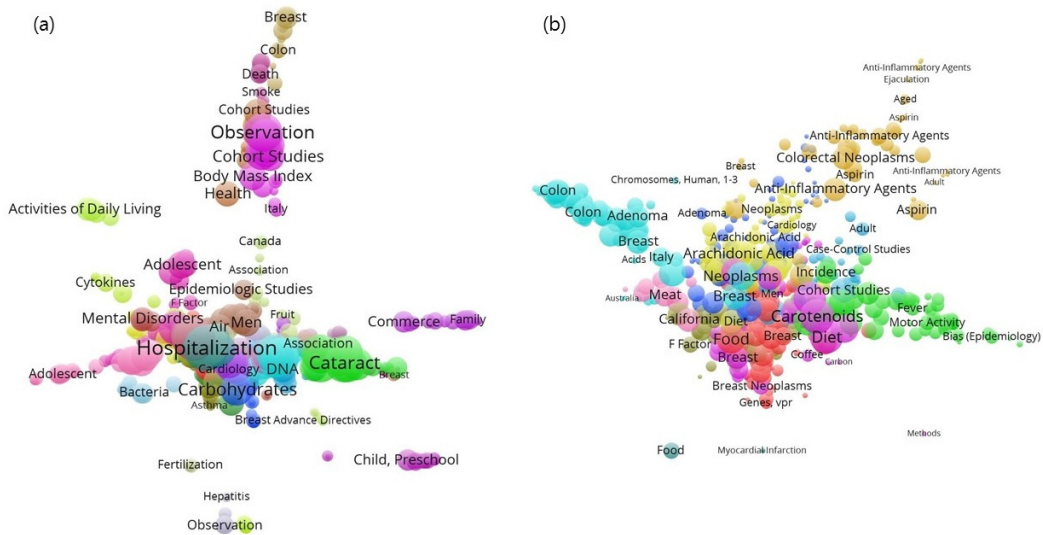 (a)
Breast
Colon
Death
Smoke
Cohort Studies
Observation
Cohort Studies
Body Mass Index
Health
Italy
Activities of Daily Living
Canada
Adolescent
Association
Cytokines
Epidemiologic Studies
F Factor
Fruit
Mental Disorders
Air
Men
Commerce
Family
Hospitalization
Association
Cataract
Cardiology
DNA
Adolescent
Breast
Bacteria
Carbohydrates
Asthma
Breast
Advance Directives
Fertilization
Child, Preschool
Hepatitis
Observation
(b)
Anti-Inflammatory Agents
Ejaculation
Aged
Aspirin
Anti-Inflammatory Agents
Colorectal Neoplasms
Breast
Aspirin
Anti-Inflammatory Agents
Chromosomes, Human, 1-3
Adult
Colon
Anti-Inflammatory Agents
Colon
Adenoma
Adenoma
Neoplasms
Aspirin
Cardiology
Adult
Breast
Arachidonic Acid
Acids
Italy
Arachidonic Acid
Case-Control Studies
Neoplasms
Incidence
Australia
Meat
Breast
Men
Cohort Studies
California
Diet
Carotenoids
Fever
Motor Activity
F Factor
Food
Breast
Diet
Bias (Epidemiology)
Breast
Coffee
Carbon
Breast Neoplasms
Genes, vpr
Methods
Food
Myocardial Infarction